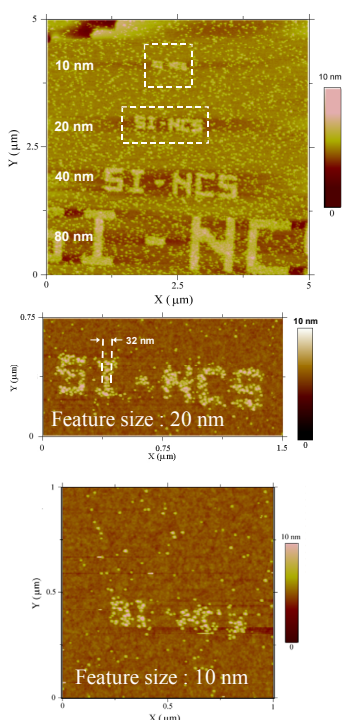 5
10 nm
10 nm
20 nm
SI-NCS
Y (μm)
2.5
40 nm
SI-NCS
0
80 nm
SI-NC
0
0
2.5
5
X (μm)
0.75
10 nm
32 nm
Y (μm)
SI-NCS
Feature size : 20 nm
0
0
0
0.75
1.5
X (μm)
1
10 nm
Y (μm)
0.5
0
Feature size : 10 nm
0
0
0.5
1
X (μm)